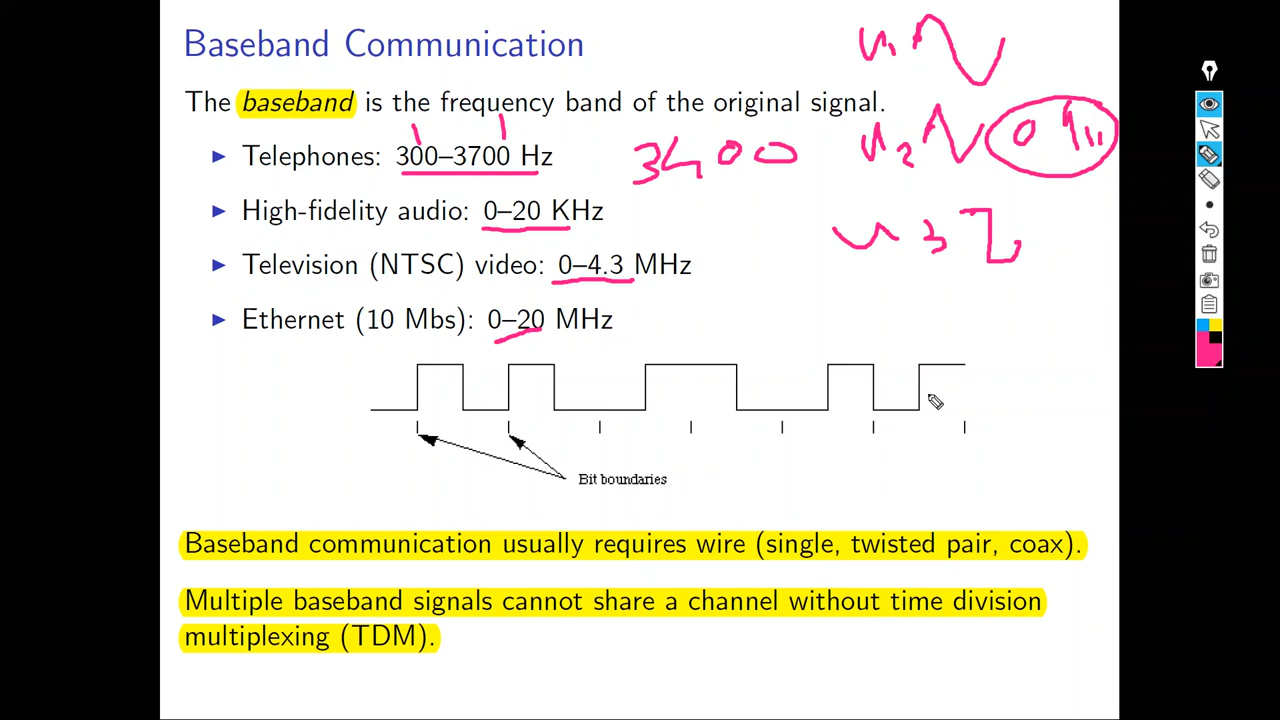 Baseband Communication
The baseband is the frequency band of the original signal.
▶ Telephones: 300–3700 Hz
3400
▶ High-fidelity audio: 0–20 KHz
▶ Television (NTSC) video: 0–4.3 MHz
▶ Ethernet (10 Mbs): 0–20 MHz
Bit boundaries
Baseband communication usually requires wire (single, twisted pair, coax).
Multiple baseband signals cannot share a channel without time division
multiplexing (TDM).